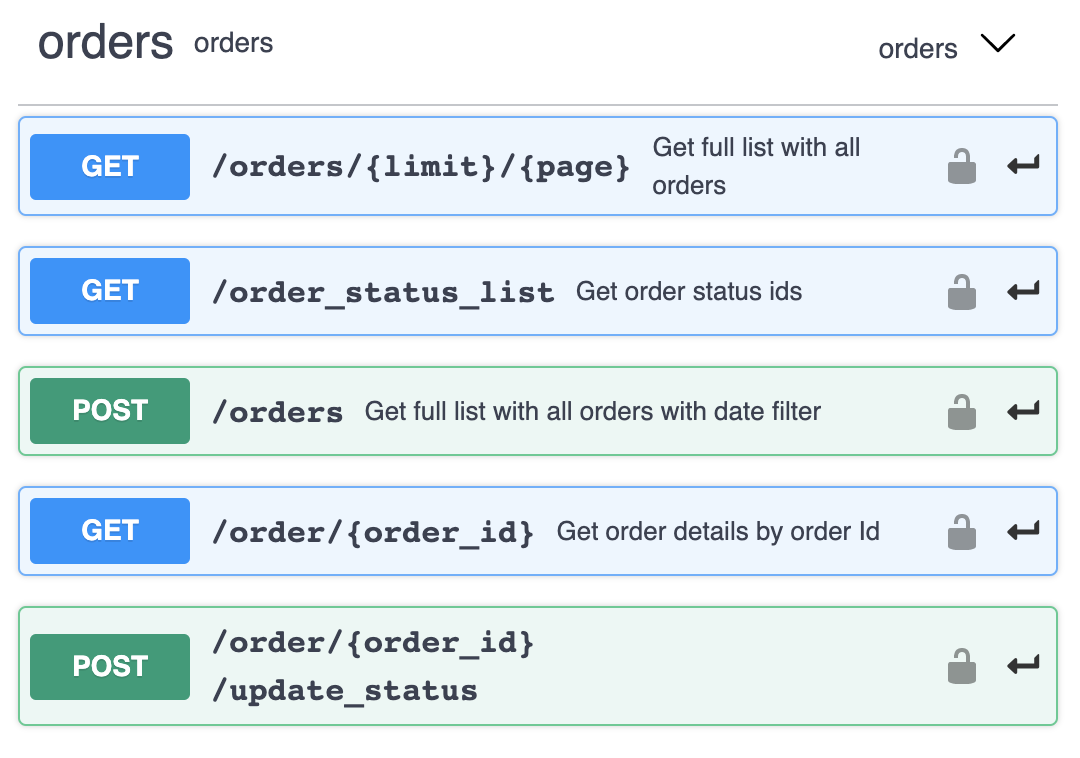 orders orders orders
GET /orders/{limit}/{page} Get full list with all
orders
GET /order_status_list Get order status ids
POST /orders Get full list with all orders with date filter
GET /order/{order_id} Get order details by order Id
POST /order/{order_id}
/update_status